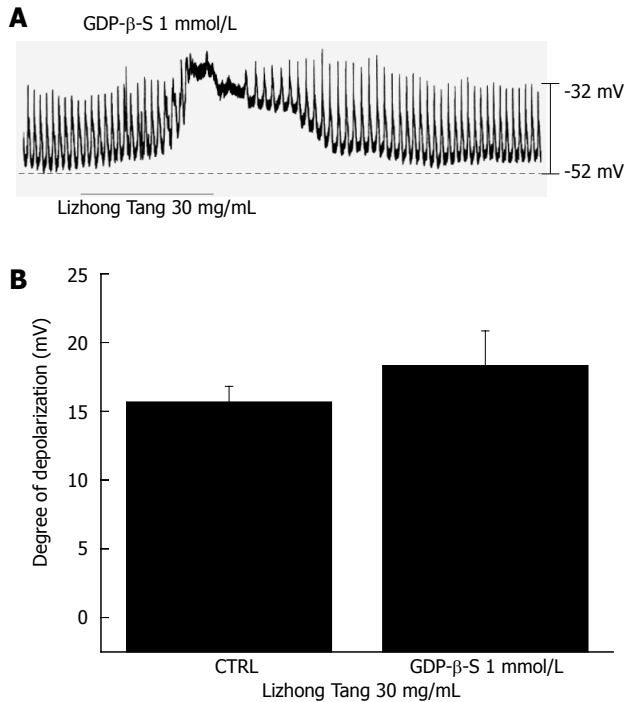 A
GDP-β-S 1 mmol/L
-32 mV
-52 mV
Lizhong Tang 30 mg/mL
B
25
20
15
10
5
0
Degree of depolarization (mV)
CTRL
GDP-β-S 1 mmol/L
Lizhong Tang 30 mg/mL